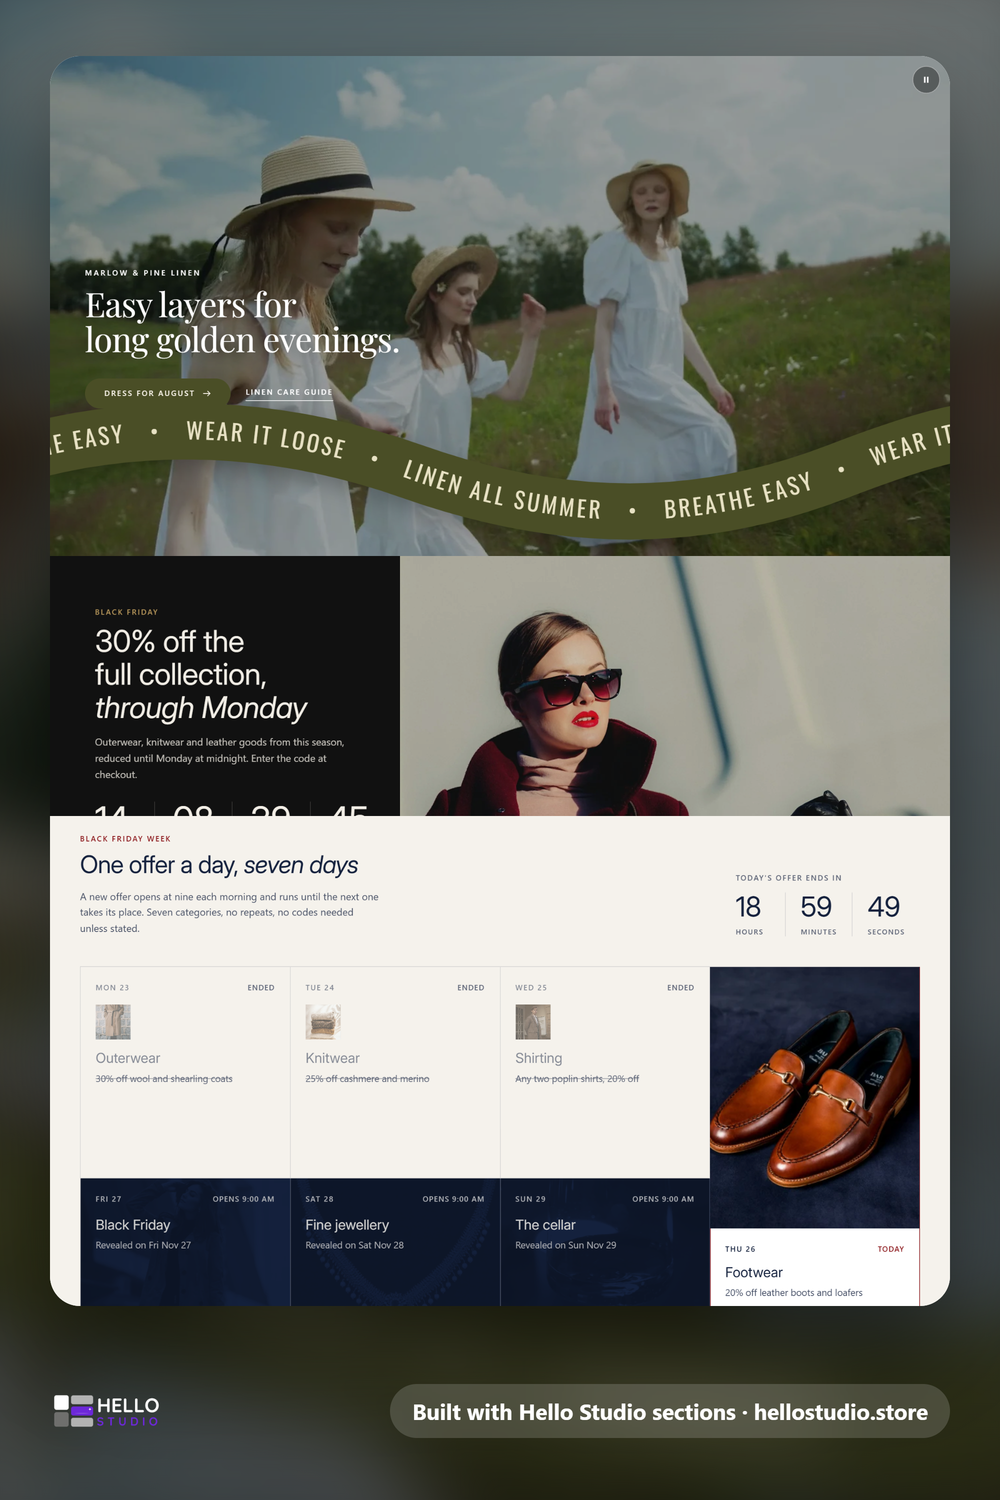 MARLOW & PINE LINEN
Easy layers for
long golden evenings.
DRESS FOR AUGUST →
LINEN CARE GUIDE
E EASY • WEAR IT LOOSE • LINEN ALL SUMMER • BREATHE EASY • WEAR IT
BLACK FRIDAY
30% off the
full collection,
through Monday
Outerwear, knitwear and leather goods from this season,
reduced until Monday at midnight. Enter the code at
checkout.
14 08 39 45
BLACK FRIDAY WEEK
One offer a day, seven days
A new offer opens at nine each morning and runs until the next one
takes its place. Seven categories, no repeats, no codes needed
unless stated.
TODAY'S OFFER ENDS IN
18 59 49
HOURS MINUTES SECONDS
MON 23 ENDED
Outerwear
30% off wool and shearling coats
TUE 24 ENDED
Knitwear
25% off cashmere and merino
WED 25 ENDED
Shirting
Any two poplin shirts, 20% off
THU 26 TODAY
Footwear
20% off leather boots and loafers
FRI 27 OPENS 9:00 AM
Black Friday
Revealed on Fri Nov 27
SAT 28 OPENS 9:00 AM
Fine jewellery
Revealed on Sat Nov 28
SUN 29 OPENS 9:00 AM
The cellar
Revealed on Sun Nov 29
HELLO
STUDIO
Built with Hello Studio sections · hellostudio.store